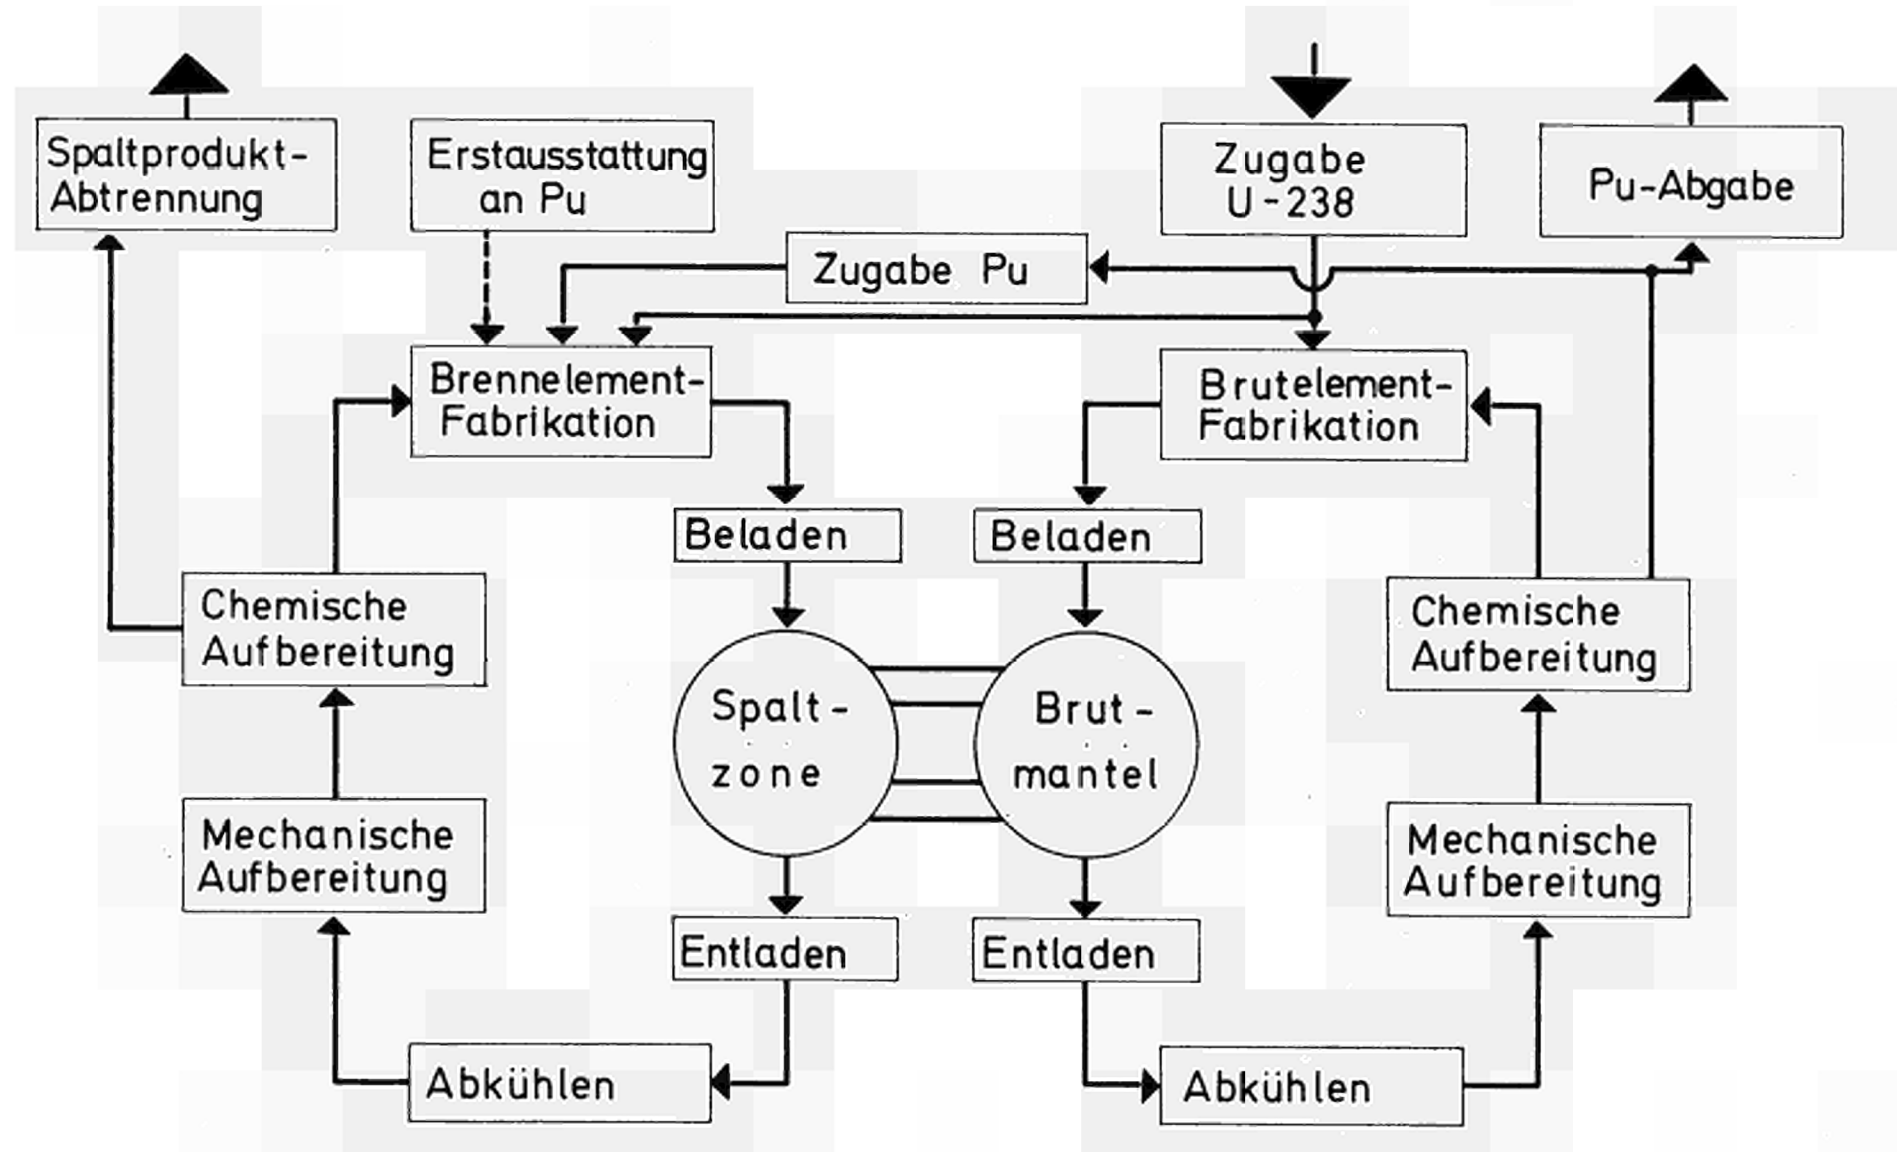 Spaltprodukt-
Abtrennung
Erstausstattung
an Pu
Zugabe
U-238
Pu-Abgabe
Zugabe Pu
Brennelement-
Fabrikation
Brutelement-
Fabrikation
Beladen
Beladen
Chemische
Aufbereitung
Spalt-
zone
Brut-
mantel
Chemische
Aufbereitung
Mechanische
Aufbereitung
Mechanische
Aufbereitung
Entladen
Entladen
Abkühlen
Abkühlen